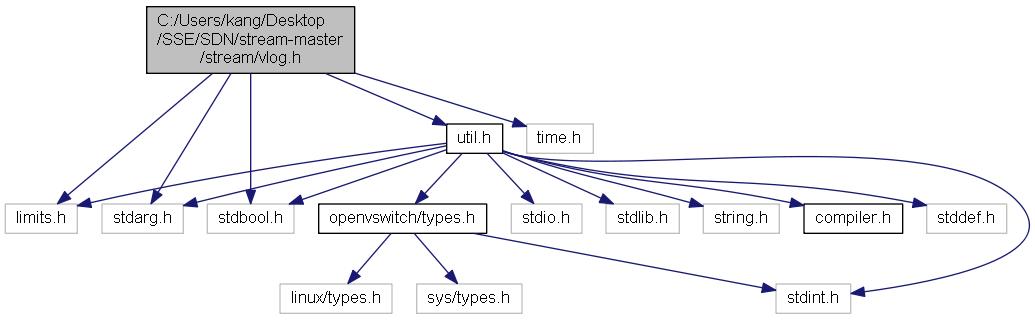 C:/Users/kang/Desktop
/SSE/SDN/stream-master
/stream/vlog.h
util.h
time.h
limits.h
stdarg.h
stdbool.h
openvswitch/types.h
stdio.h
stdlib.h
string.h
compiler.h
stddef.h
linux/types.h
sys/types.h
stdint.h